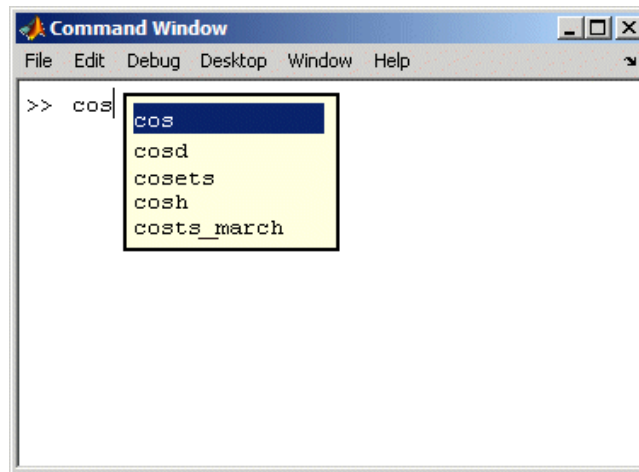 Command Window
File Edit Debug Desktop Window Help
>> cos
cos
cosd
cosets
cosh
costs_march